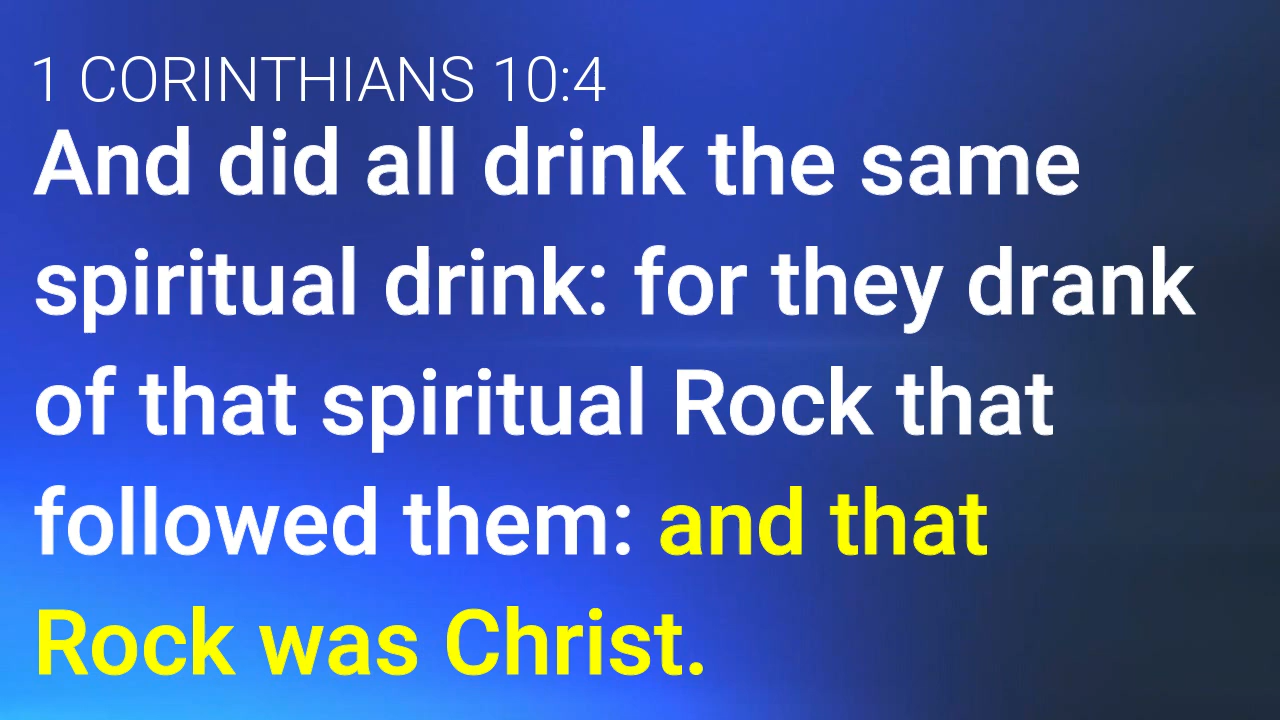 1 CORINTHIANS 10:4
And did all drink the same
spiritual drink: for they drank
of that spiritual Rock that
followed them: and that
Rock was Christ.